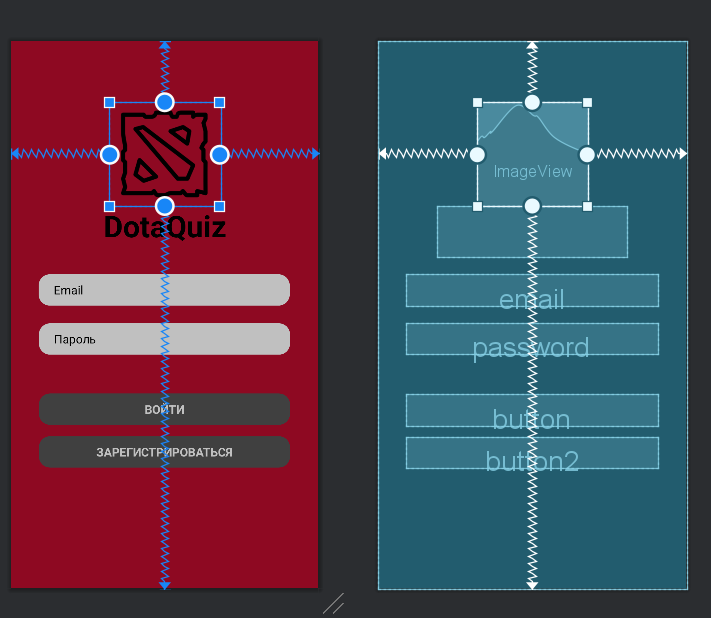 DotaQuiz
Email
Пароль
ВОЙТИ
ЗАРЕГИСТРИРОВАТЬСЯ
ImageView
email
password
button
button2